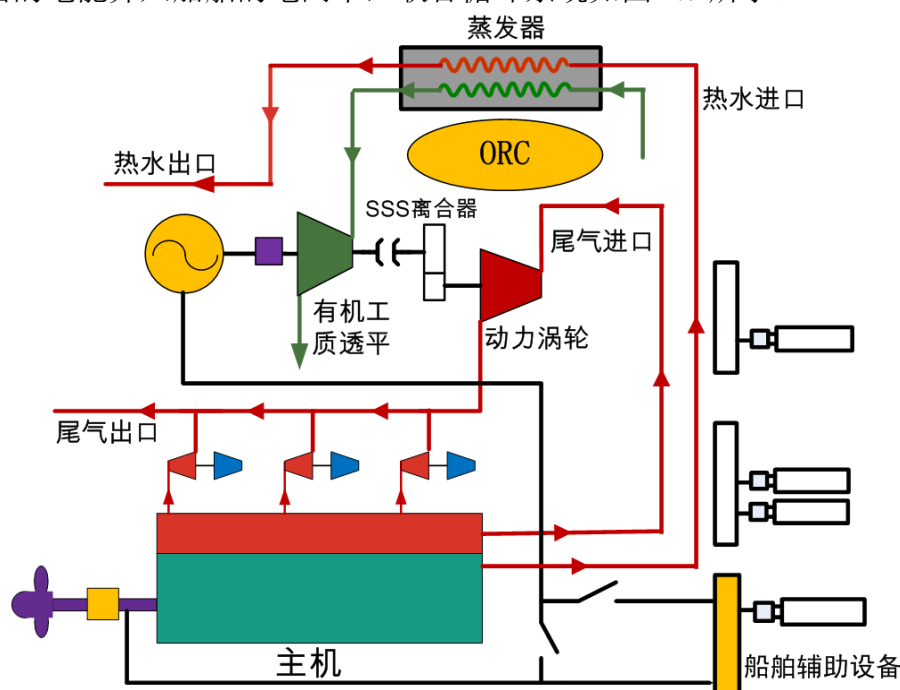 蒸发器
热水进口
ORC
热水出口
SSS离合器
尾气进口
有机工
质透平
动力涡轮
尾气出口
主机
船舶辅助设备